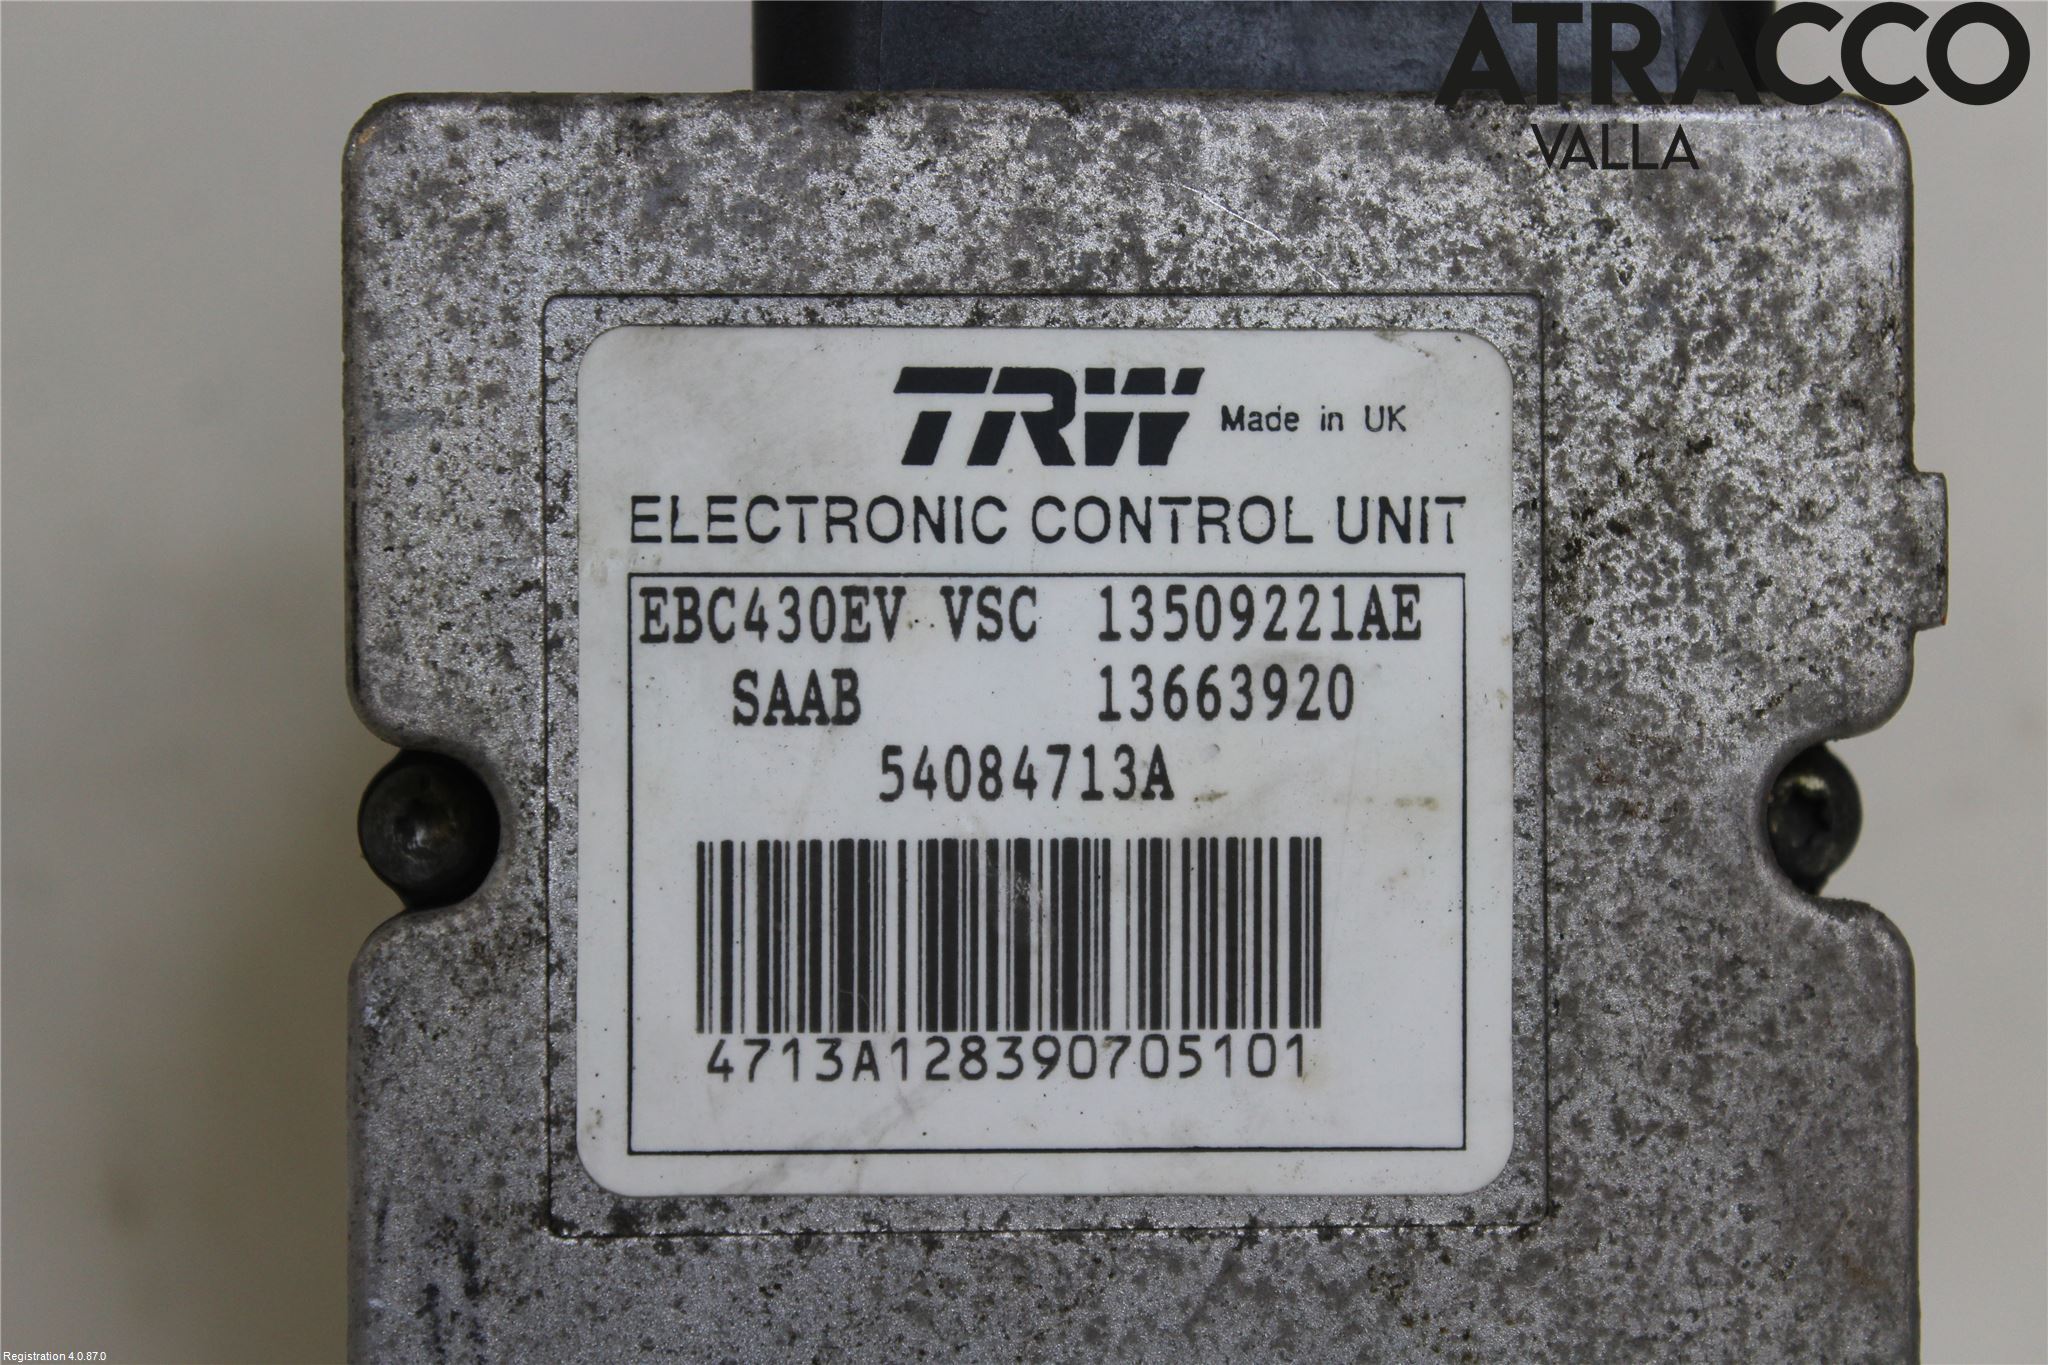 ATRACCO
VALLA
TRW Made in UK
ELECTRONIC CONTROL UNIT
EBC430EV VSC 13509221AE
SAAB 13663920
54084713A
4713A128390705101
Registration 4.0.87.0